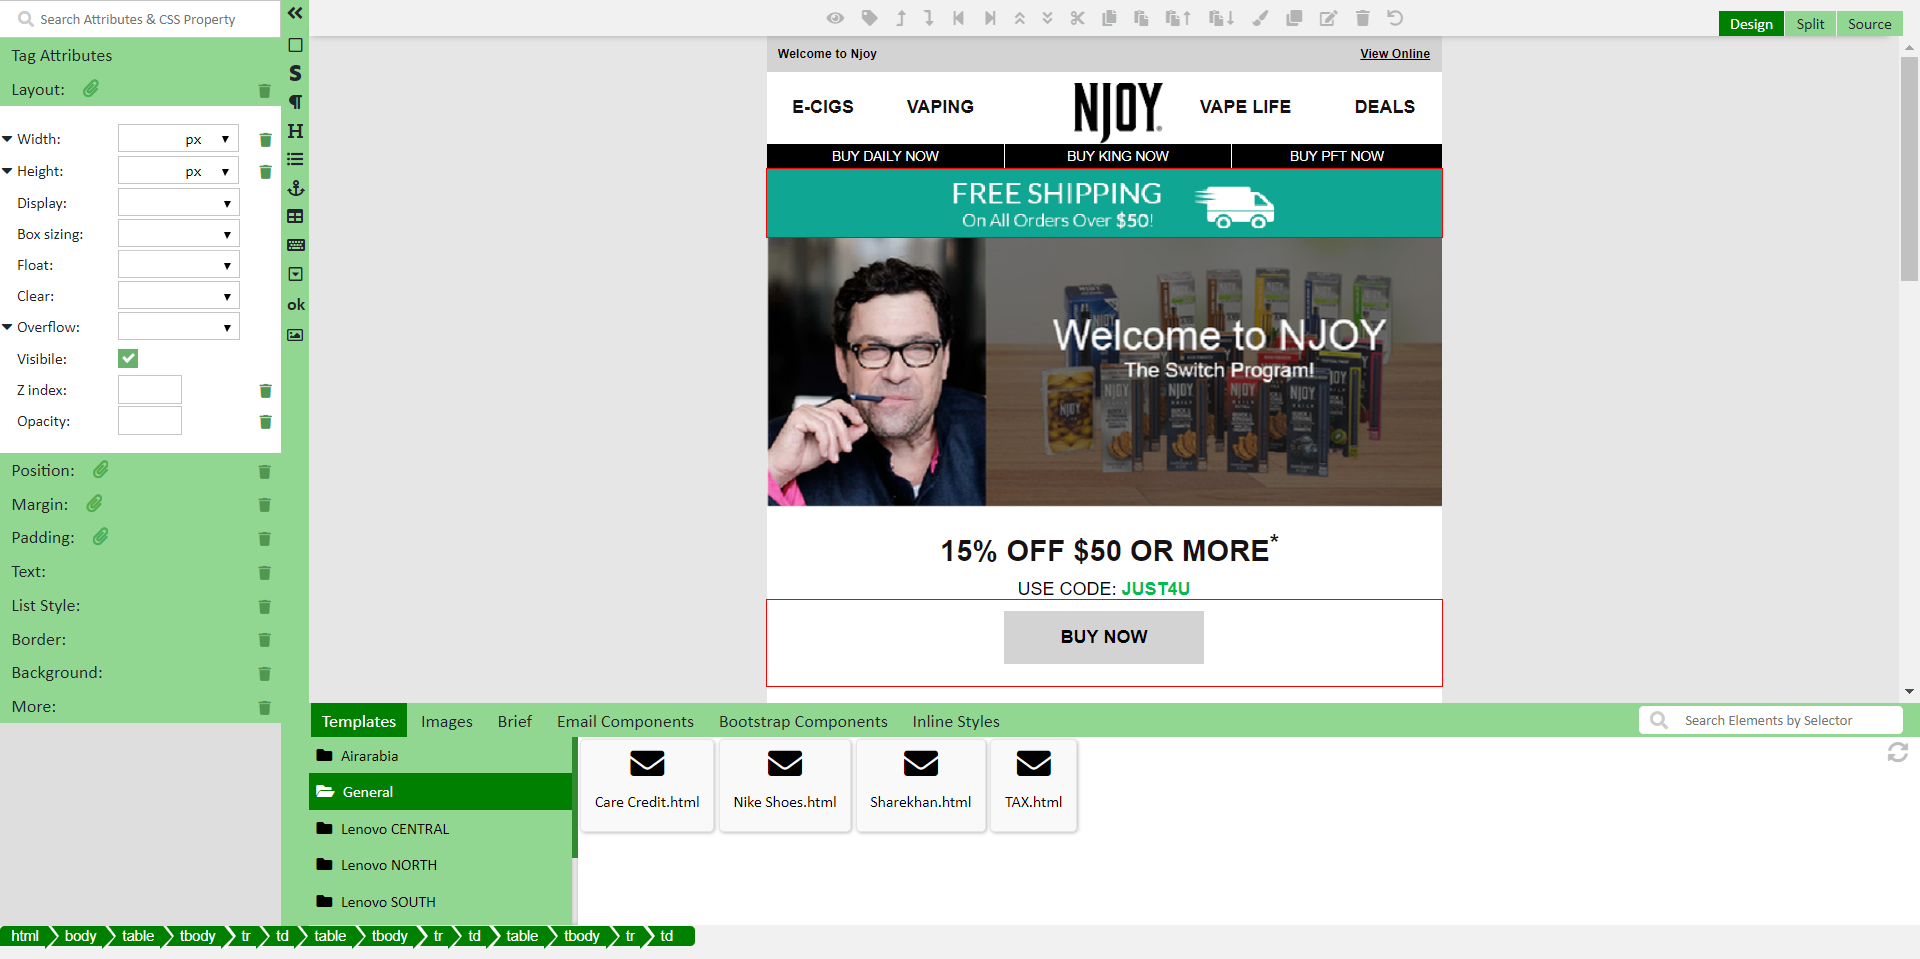 Search Attributes & CSS Property
Tag Attributes
Layout:
Width: px
Height: px
Display:
Box sizing:
Float:
Clear:
Overflow:
Visibile:
Z index:
Opacity:
Position:
Margin:
Padding:
Text:
List Style:
Border:
Background:
More:
S
H
ok
Design Split Source
Welcome to Njoy View Online
E-CIGS VAPING NJOY VAPE LIFE DEALS
BUY DAILY NOW BUY KING NOW BUY PFT NOW
FREE SHIPPING
On All Orders Over $50!
Welcome to NJOY
The Switch Program!
15% OFF $50 OR MORE*
USE CODE: JUST4U
BUY NOW
Templates Images Brief Email Components Bootstrap Components Inline Styles Search Elements by Selector
Airarabia
General
Lenovo CENTRAL
Lenovo NORTH
Lenovo SOUTH
Care Credit.html Nike Shoes.html Sharekhan.html TAX.html
html body table tbody tr td table tbody tr td table tbody tr td